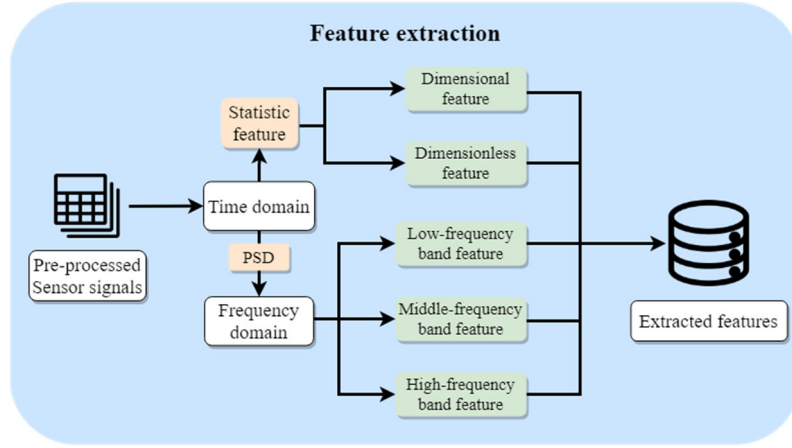 Feature extraction
Dimensional
feature
Statistic
feature
Dimensionless
feature
Time domain
Pre-processed
Sensor signals
PSD
Low-frequency
band feature
Frequency
domain
Middle-frequency
band feature
Extracted features
High-frequency
band feature